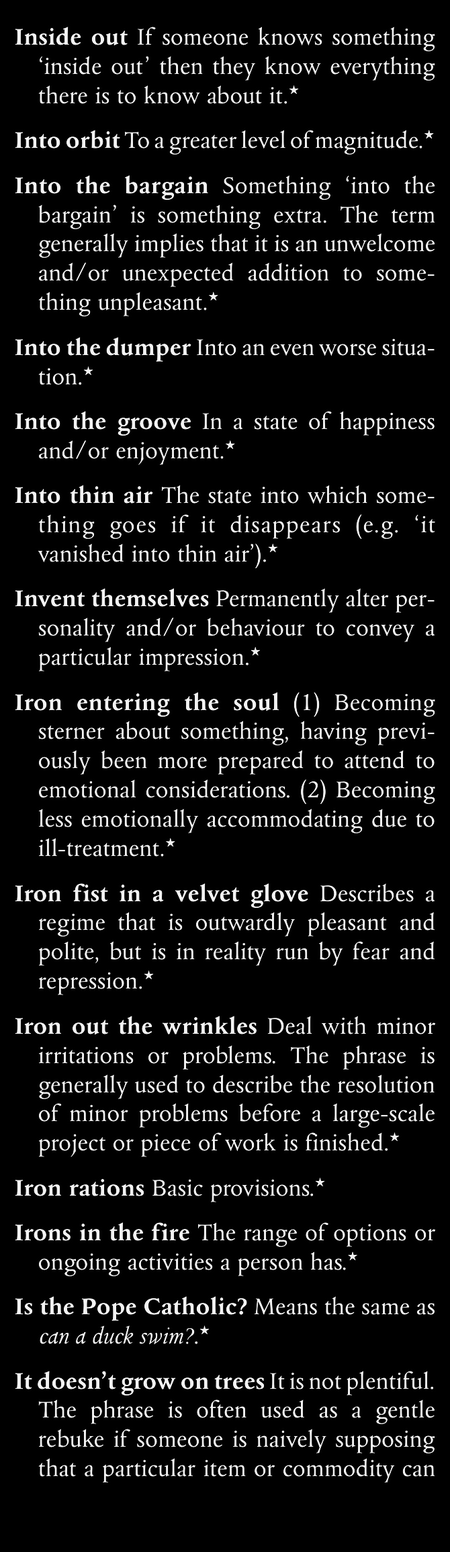 Inside out If someone knows something
‘inside out’ then they know everything
there is to know about it.★
Into orbit To a greater level of magnitude.★
Into the bargain Something ‘into the
bargain’ is something extra. The term
generally implies that it is an unwelcome
and/or unexpected addition to some-
thing unpleasant.★
Into the dumper Into an even worse situa-
tion.★
Into the groove In a state of happiness
and/or enjoyment.★
Into thin air The state into which some-
thing goes if it disappears (e.g. ‘it
vanished into thin air’).★
Invent themselves Permanently alter per-
sonality and/or behaviour to convey a
particular impression.★
Iron entering the soul (1) Becoming
sterner about something, having previ-
ously been more prepared to attend to
emotional considerations. (2) Becoming
less emotionally accommodating due to
ill-treatment.★
Iron fist in a velvet glove Describes a
regime that is outwardly pleasant and
polite, but is in reality run by fear and
repression.★
Iron out the wrinkles Deal with minor
irritations or problems. The phrase is
generally used to describe the resolution
of minor problems before a large-scale
project or piece of work is finished.★
Iron rations Basic provisions.★
Irons in the fire The range of options or
ongoing activities a person has.★
Is the Pope Catholic? Means the same as
can a duck swim?.★
It doesn’t grow on trees It is not plentiful.
The phrase is often used as a gentle
rebuke if someone is naively supposing
that a particular item or commodity can